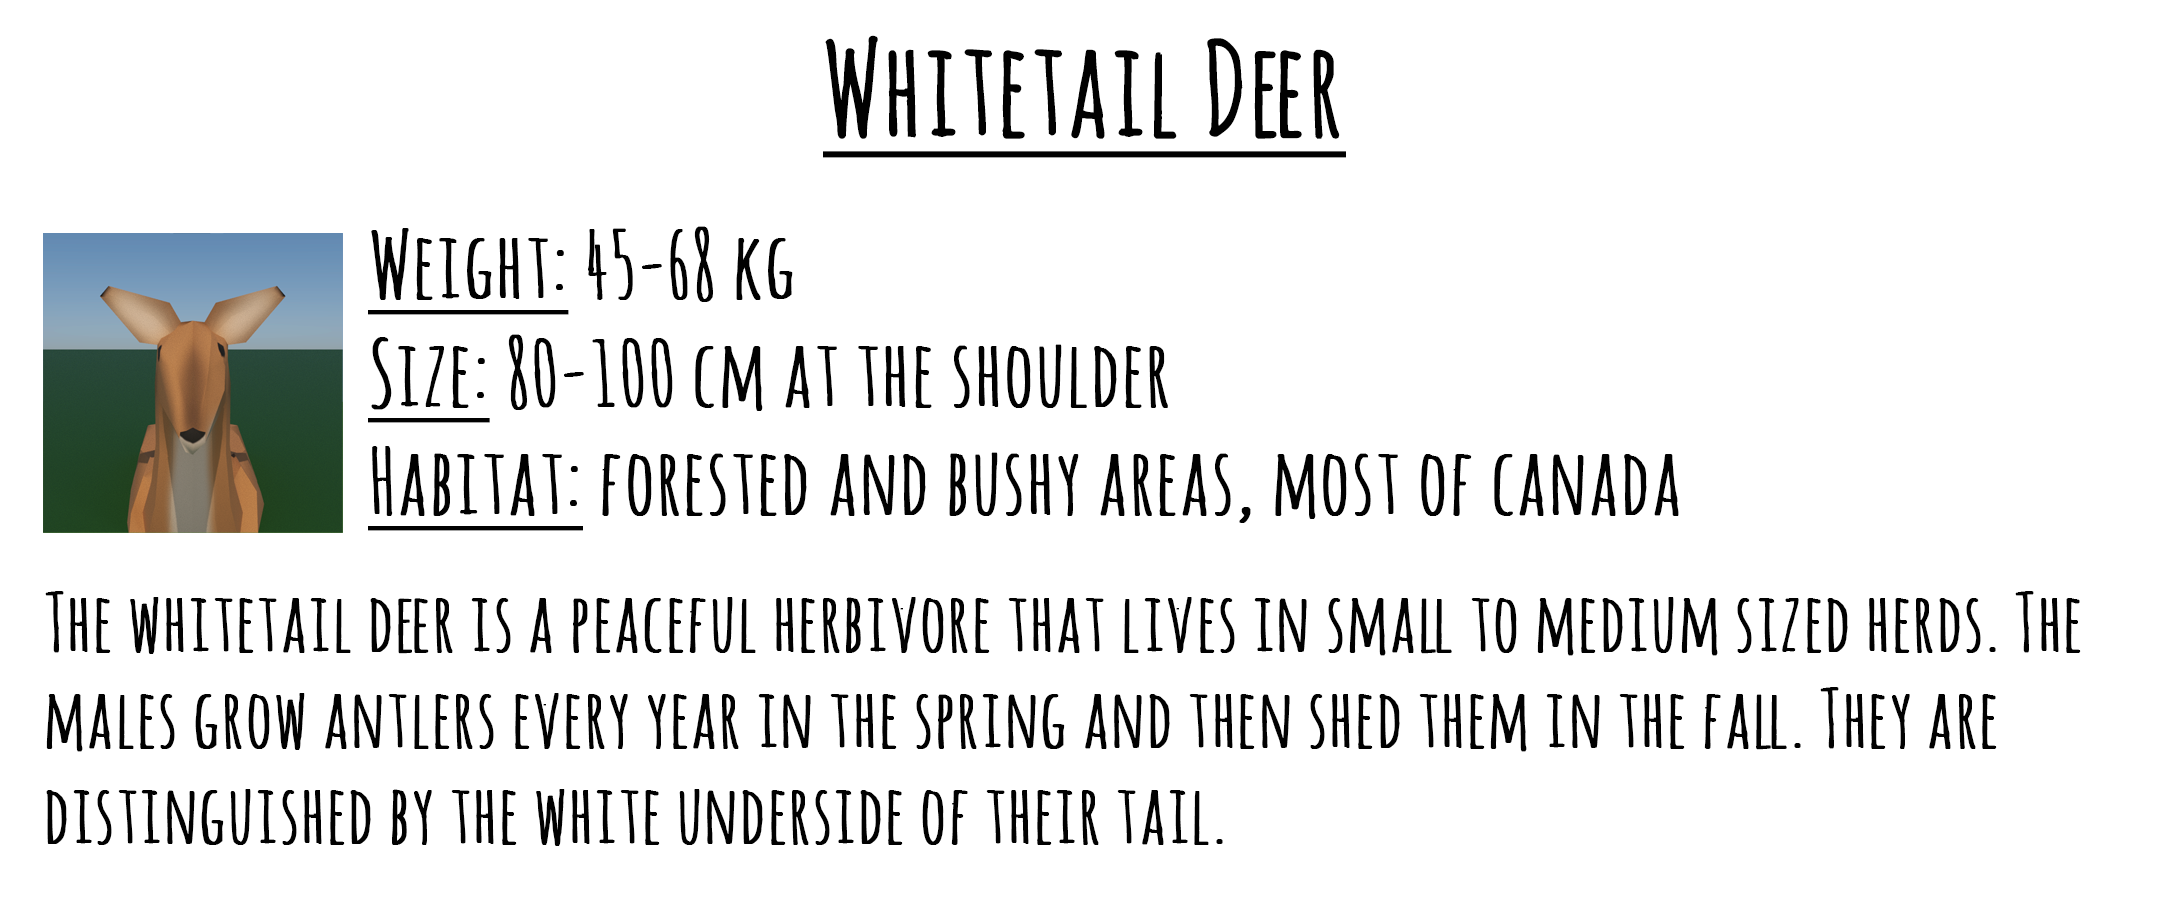 Whitetail Deer
Weight: 45-68 kg
Size: 80-100 cm at the shoulder
Habitat: forested and bushy areas, most of canada
The whitetail deer is a peaceful herbivore that lives in small to medium sized herds. The
males grow antlers every year in the spring and then shed them in the fall. They are
distinguished by the white underside of their tail.